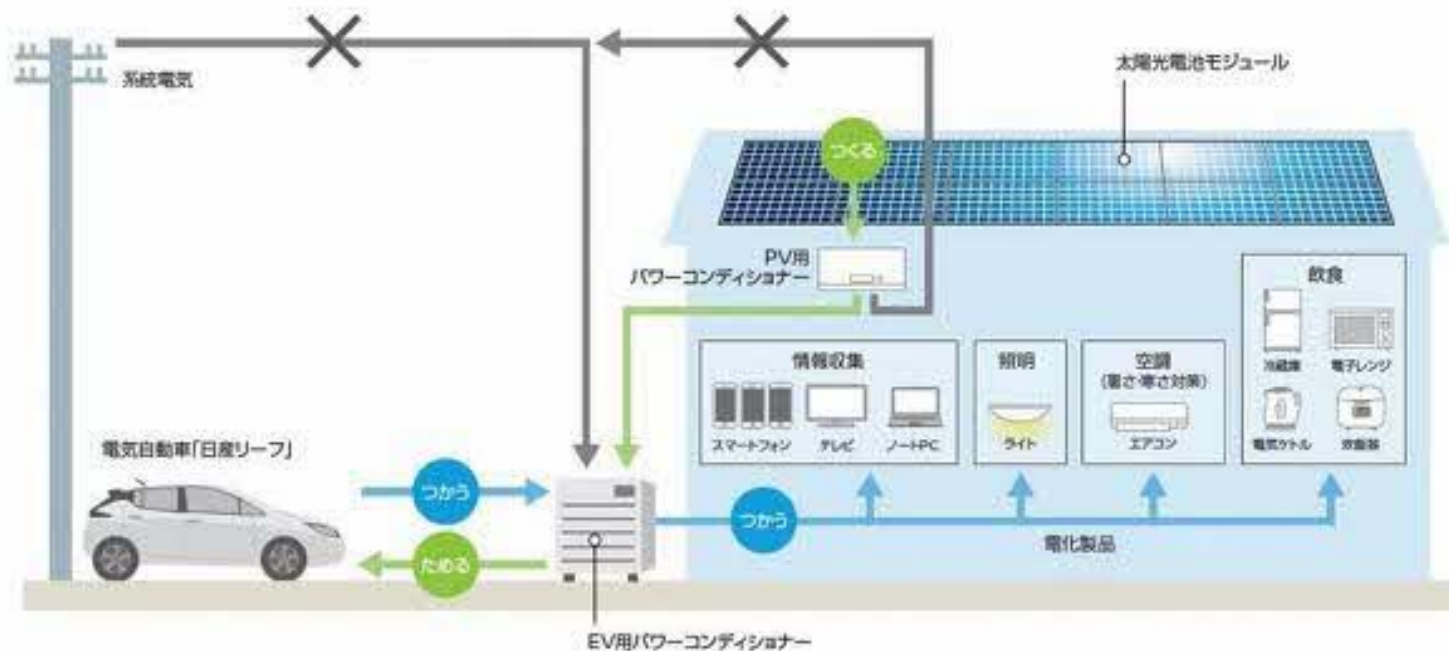 系統電気
太陽光電池モジュール
つくる
PV用
パワーコンディショナー
飲食
冷蔵庫
電子レンジ
電気ケトル
炊飯器
情報収集
スマートフォン
テレビ
ノートPC
照明
ライト
空調
(暑さ・寒さ対策)
エアコン
電気自動車「日産リーフ」
つかう
ためる
つかう
電化製品
EV用パワーコンディショナー